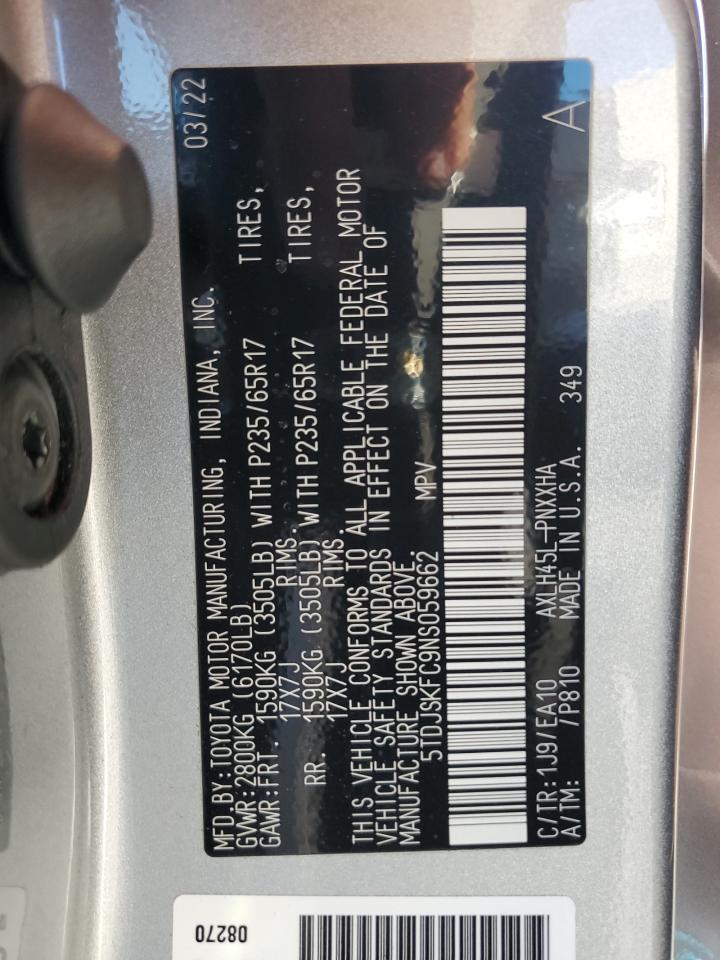 MFD.BY:TOYOTA MOTOR MANUFACTURING, INDIANA, INC. 03/22
GVWR:2800KG (6170LB)
GAWR:FRT. 1590KG (3505LB) WITH P235/65R17 TIRES,
17X7J RIMS.
RR. 1590KG (3505LB) WITH P235/65R17 TIRES,
17X7J RIMS
THIS VEHICLE CONFORMS TO ALL APPLICABLE FEDERAL MOTOR
VEHICLE SAFETY STANDARDS IN EFFECT ON THE DATE OF
MANUFACTURE SHOWN ABOVE.
5TDJSKFC9NS059662 MPV
C/TR:1J9/EA10 AXLH45L-PNXXHA A
A/TM: /P810 MADE IN U.S.A. 349
08270